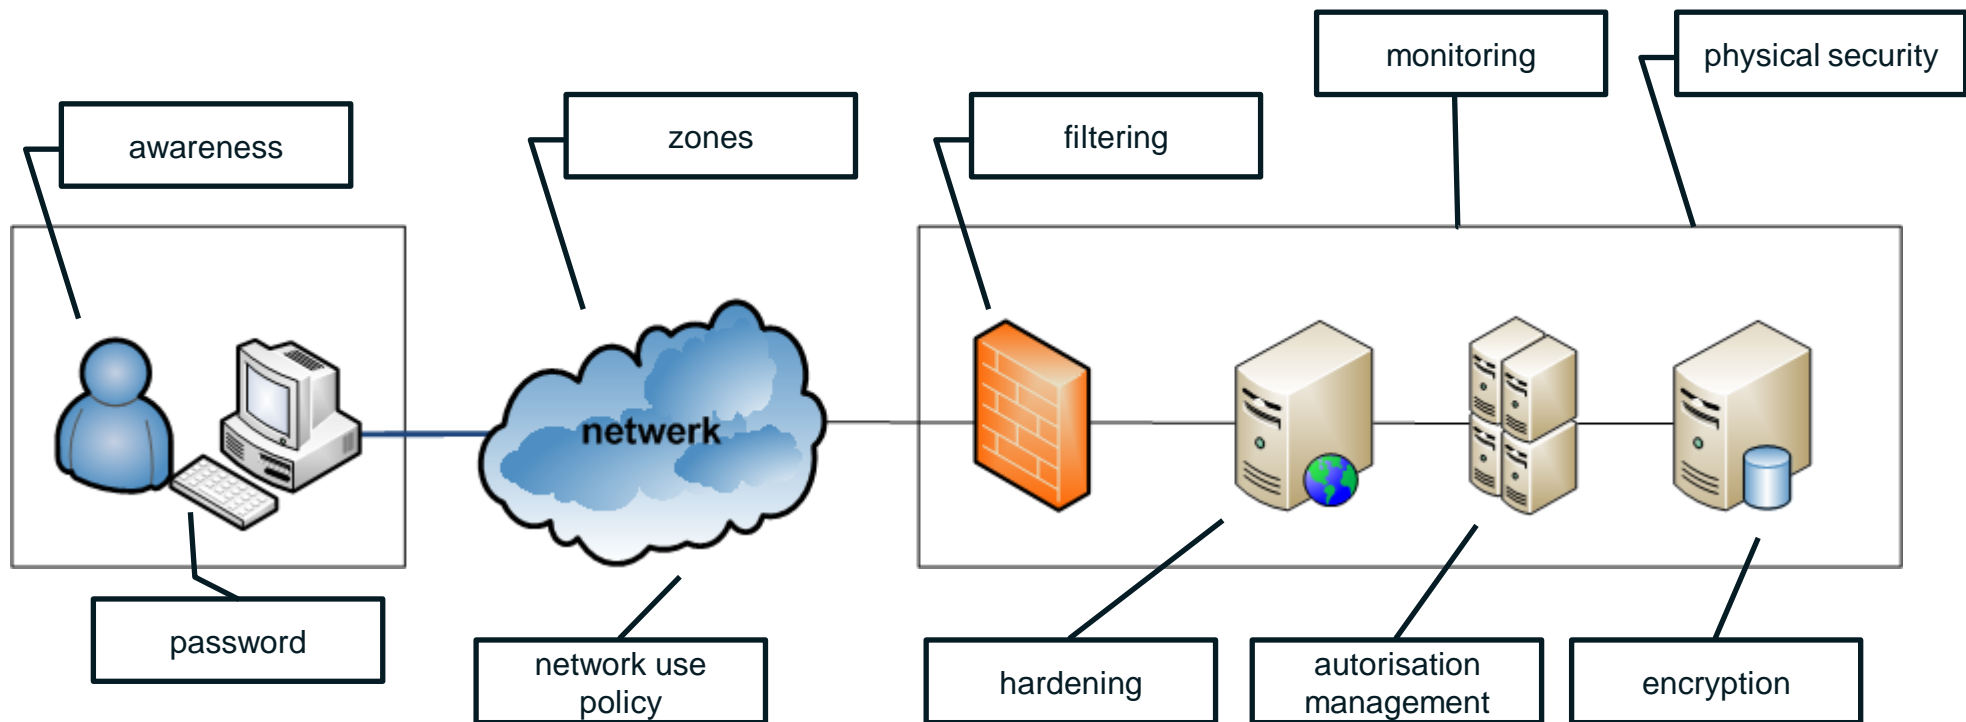 monitoring
physical security
awareness
zones
filtering
netwerk
password
network use
policy
hardening
autorisation
management
encryption